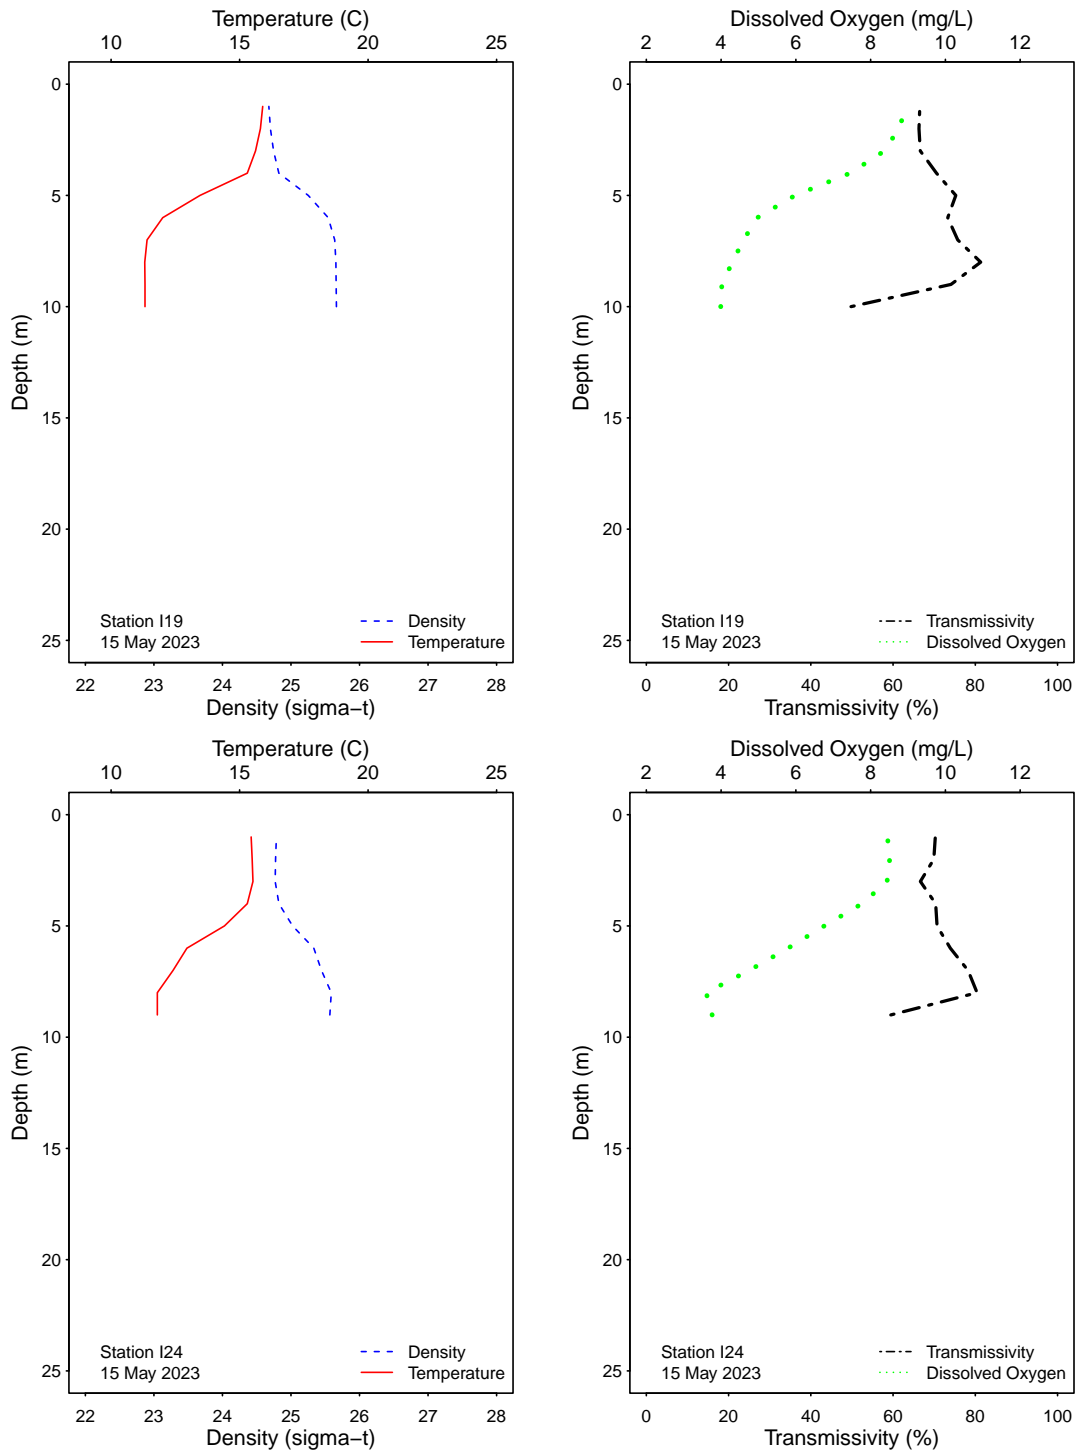 Temperature (C)
10 15 20 25
0
5
10
15
20
25
Depth (m)
Station I19
15 May 2023
Density
Temperature
22 23 24 25 26 27 28
Density (sigma−t)
Dissolved Oxygen (mg/L)
2 4 6 8 10 12
0
5
10
15
20
25
Depth (m)
Station I19
15 May 2023
Transmissivity
Dissolved Oxygen
0 20 40 60 80 100
Transmissivity (%)
Temperature (C)
10 15 20 25
0
5
10
15
20
25
Depth (m)
Station I24
15 May 2023
Density
Temperature
22 23 24 25 26 27 28
Density (sigma−t)
Dissolved Oxygen (mg/L)
2 4 6 8 10 12
0
5
10
15
20
25
Depth (m)
Station I24
15 May 2023
Transmissivity
Dissolved Oxygen
0 20 40 60 80 100
Transmissivity (%)